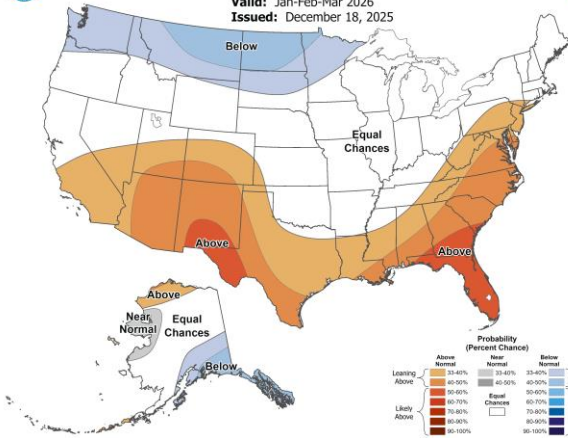 Valid: Jan-Feb-Mar 2026
Issued: December 18, 2025
Below
Equal
Chances
Above
Above
Above
Near
Normal
Equal
Chances
Below
Probability
(Percent Chance)
Above
Normal
Near
Normal
Below
Normal
Leaning
Above
33-40%
33-40%
33-40%
40-50%
40-50%
40-50%
Likely
Above
50-60%
Equal
Chances
50-60%
60-70%
60-70%
70-80%
70-80%
80-90%
80-90%
90-100%
90-100%